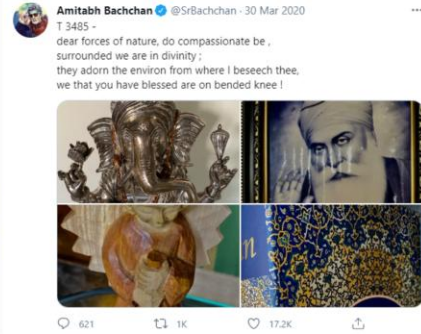 Amitabh Bachchan @SrBachchan · 30 Mar 2020
T 3485 -
dear forces of nature, do compassionate be ,
surrounded we are in divinity ;
they adorn the environ from where I beseech thee,
we that you have blessed are on bended knee !
621 1K 17.2K